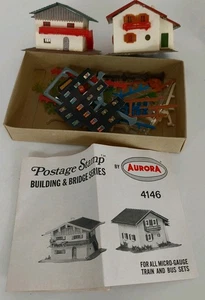 Postage Stamp
BUILDING & BRIDGE SERIES
BY
AURORA
4146
FOR ALL MICRO-GAUGE
TRAIN AND BUS SETS